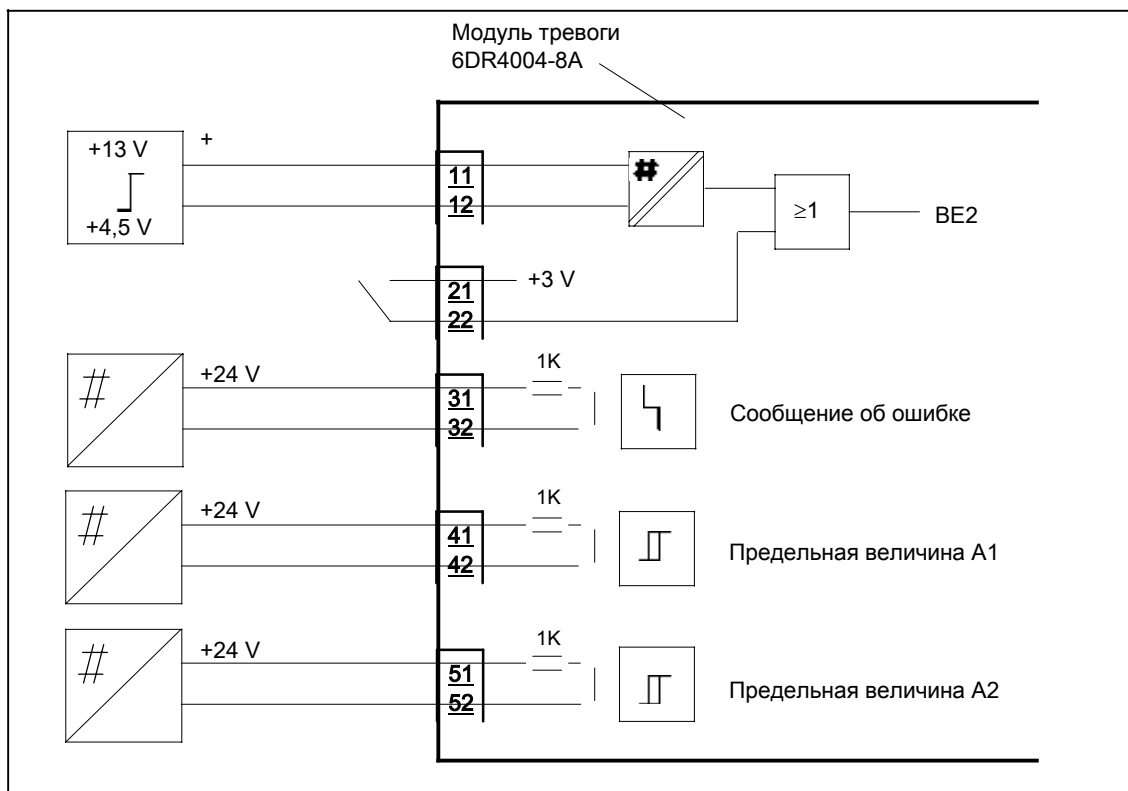 Модуль тревоги
6DR4004-8A
+13 V
+4,5 V
+
11
12
#
≥1
BE2
21
22
+3 V
#
+24 V
31
32
1K
Сообщение об ошибке
#
+24 V
41
42
1K
Предельная величина A1
#
+24 V
51
52
1K
Предельная величина A2